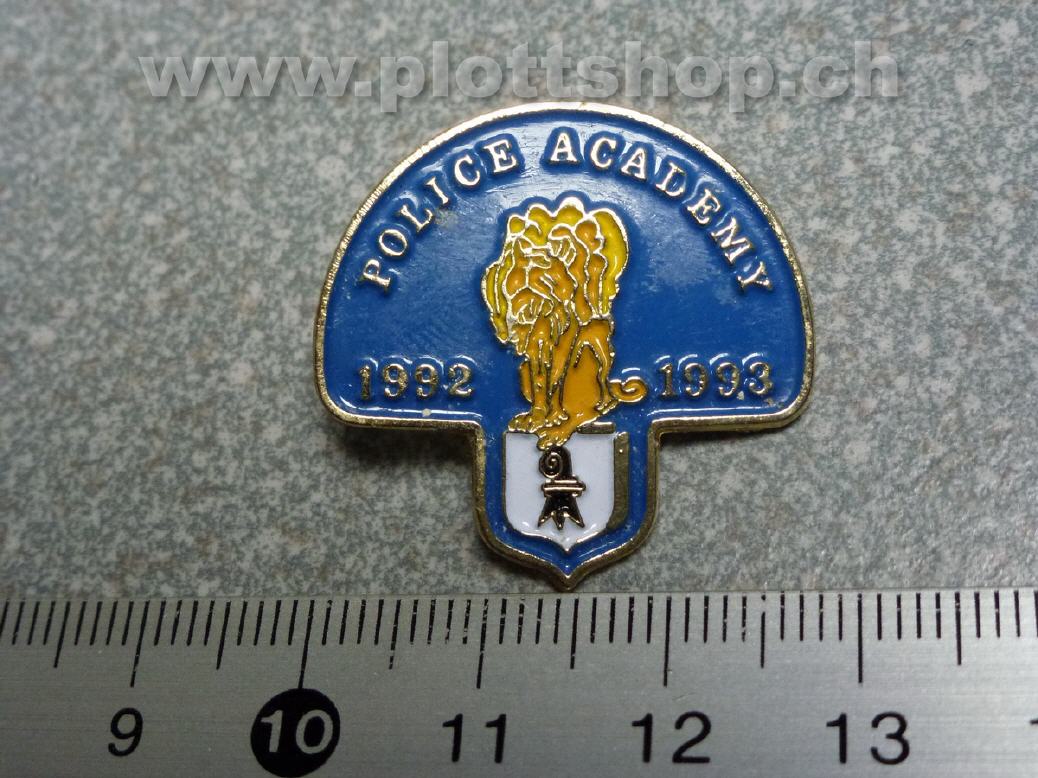 www.plottshop.ch
POLICE ACADEMY
1992 1993
9 10 11 12 13